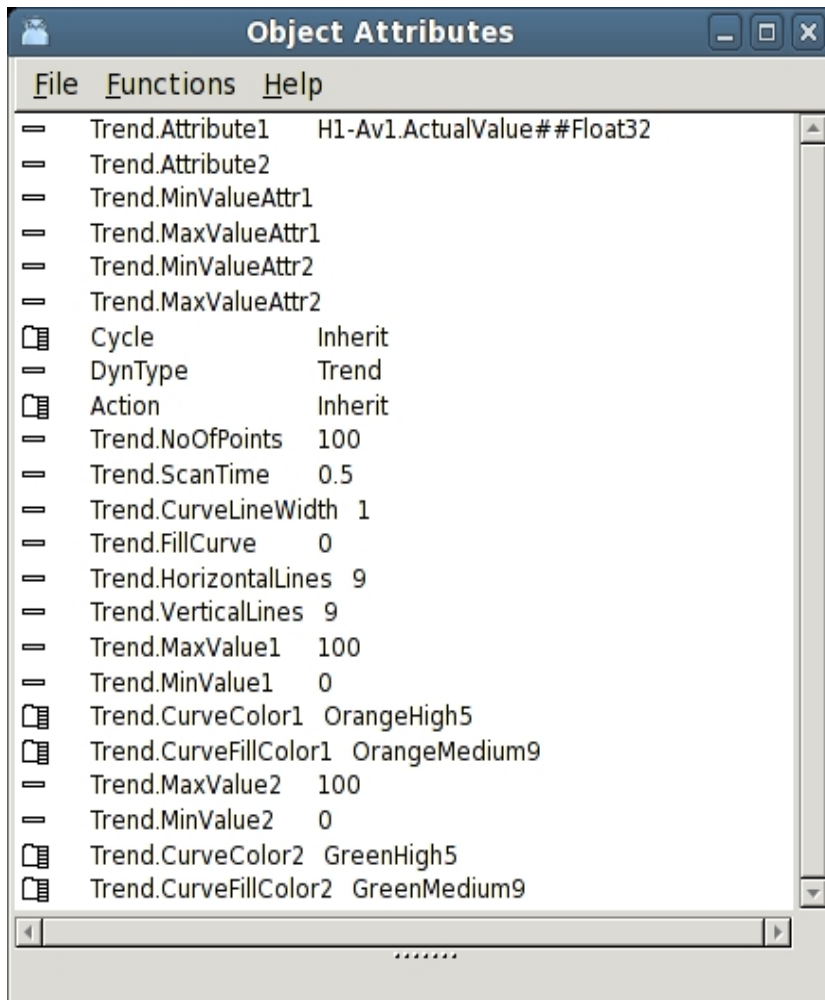 Object Attributes
File Functions Help
Trend.Attribute1 H1-Av1.ActualValue##Float32
Trend.Attribute2
Trend.MinValueAttr1
Trend.MaxValueAttr1
Trend.MinValueAttr2
Trend.MaxValueAttr2
Cycle Inherit
DynType Trend
Action Inherit
Trend.NoOfPoints 100
Trend.ScanTime 0.5
Trend.CurveLineWidth 1
Trend.FillCurve 0
Trend.HorizontalLines 9
Trend.VerticalLines 9
Trend.MaxValue1 100
Trend.MinValue1 0
Trend.CurveColor1 OrangeHigh5
Trend.CurveFillColor1 OrangeMedium9
Trend.MaxValue2 100
Trend.MinValue2 0
Trend.CurveColor2 GreenHigh5
Trend.CurveFillColor2 GreenMedium9